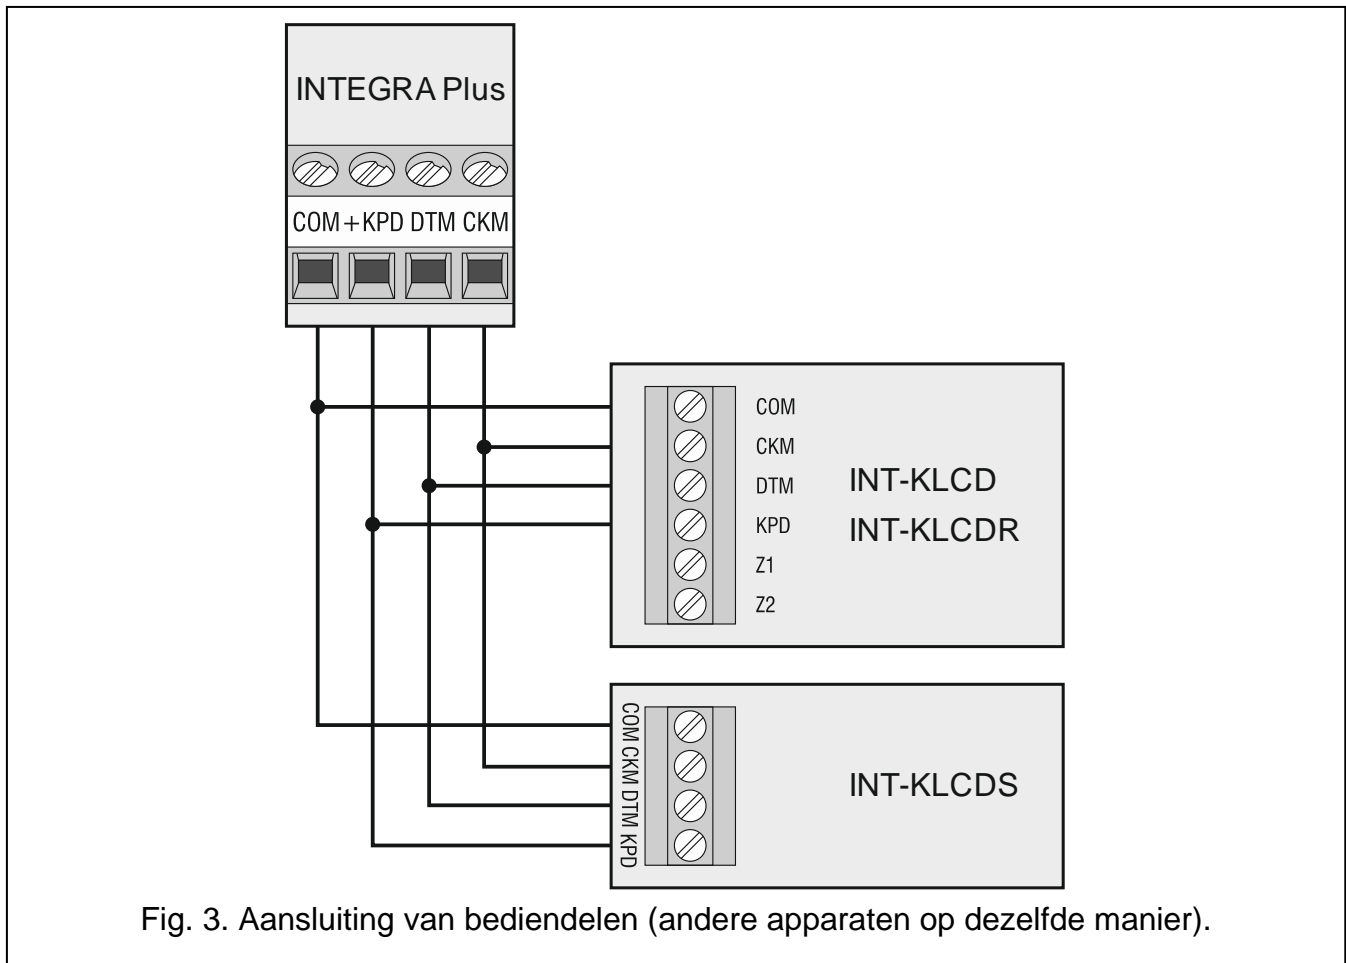 INTEGRA Plus
COM +KPD DTM CKM
COM
CKM
DTM
KPD
Z1
Z2
INT-KLCD
INT-KLCDR
COM CKM DTM KPD
INT-KLCDS
Fig. 3. Aansluiting van bediendelen (andere apparaten op dezelfde manier).